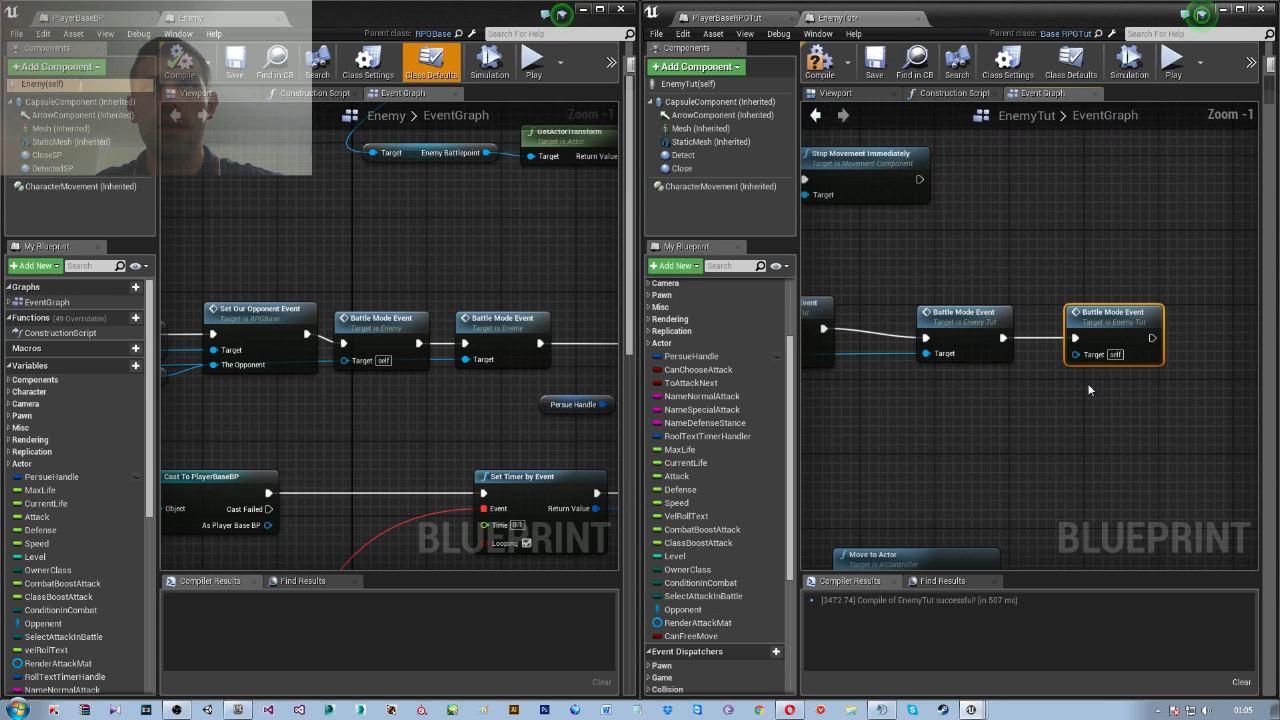 PlayerBaseBP
Enemy
File
Edit
Asset
View
Debug
Window
Help
Parent class: RPGBase
Search For Help
Components
Add Component
Compile
Save
Find in CB
Search
Class Settings
Class Defaults
Simulation
Play
Enemy(self)
CapsuleComponent (Inherited)
ArrowComponent (Inherited)
Mesh (Inherited)
StaticMesh (Inherited)
CloseSP
DetectedSP
CharacterMovement (Inherited)
Viewport
Construction Script
Event Graph
Enemy > EventGraph
Zoom -1
Target
Enemy Battlepoint
GetActorTransform
Target is Actor
Target
Return Value
Set Our Opponent Event
Target is RPGBase
Target
The Opponent
Battle Mode Event
Target is Enemy
Target self
Battle Mode Event
Target is Enemy
Target
Persue Handle
Cast To PlayerBaseBP
Object
Cast Failed
As Player Base BP
Set Timer by Event
Event
Return Value
Time 0.1
Looping
BLUEPRINT
My Blueprint
Add New
Search
Graphs
EventGraph
Functions (49 Overridable)
ConstructionScript
Macros
Variables
Components
Character
Camera
Pawn
Misc
Rendering
Replication
Actor
PersueHandle
MaxLife
CurrentLife
Attack
Defense
Speed
Level
OwnerClass
CombatBoostAttack
ClassBoostAttack
ConditionInCombat
Oppenent
SelectAttackInBattle
velRollText
RenderAttackMat
RollTextTimerHandler
NameNormalAttack
Compiler Results
Find Results
Clear
PlayerBaseRPGTut
EnemyTut*
File
Edit
Asset
View
Debug
Window
Help
Parent class: Base RPGTut
Search For Help
Components
Add Component
Compile
Save
Find in CB
Search
Class Settings
Class Defaults
Simulation
Play
EnemyTut(self)
CapsuleComponent (Inherited)
ArrowComponent (Inherited)
Mesh (Inherited)
StaticMesh (Inherited)
Detect
Close
CharacterMovement (Inherited)
Viewport
Construction Script
Event Graph
EnemyTut > EventGraph
Zoom -1
Stop Movement Immediately
Target is Movement Component
Target
Event
Tut
Battle Mode Event
Target is Enemy Tut
Target
Battle Mode Event
Target is Enemy Tut
Target self
Move to Actor
Target is AIController
BLUEPRINT
My Blueprint
Add New
Search
Camera
Pawn
Misc
Rendering
Replication
Actor
PersueHandle
CanChooseAttack
ToAttackNext
NameNormalAttack
NameSpecialAttack
NameDefenseStance
RoolTextTimerHandler
MaxLife
CurrentLife
Attack
Defense
Speed
VelRollText
CombatBoostAttack
ClassBoostAttack
Level
OwnerClass
ConditionInCombat
SelectAttackInBattle
Opponent
RenderAttackMat
CanFreeMove
Event Dispatchers
Pawn
Game
Collision
Compiler Results
Find Results
[3472.74] Compile of EnemyTut successful! [in 507 ms]
Clear
01:05